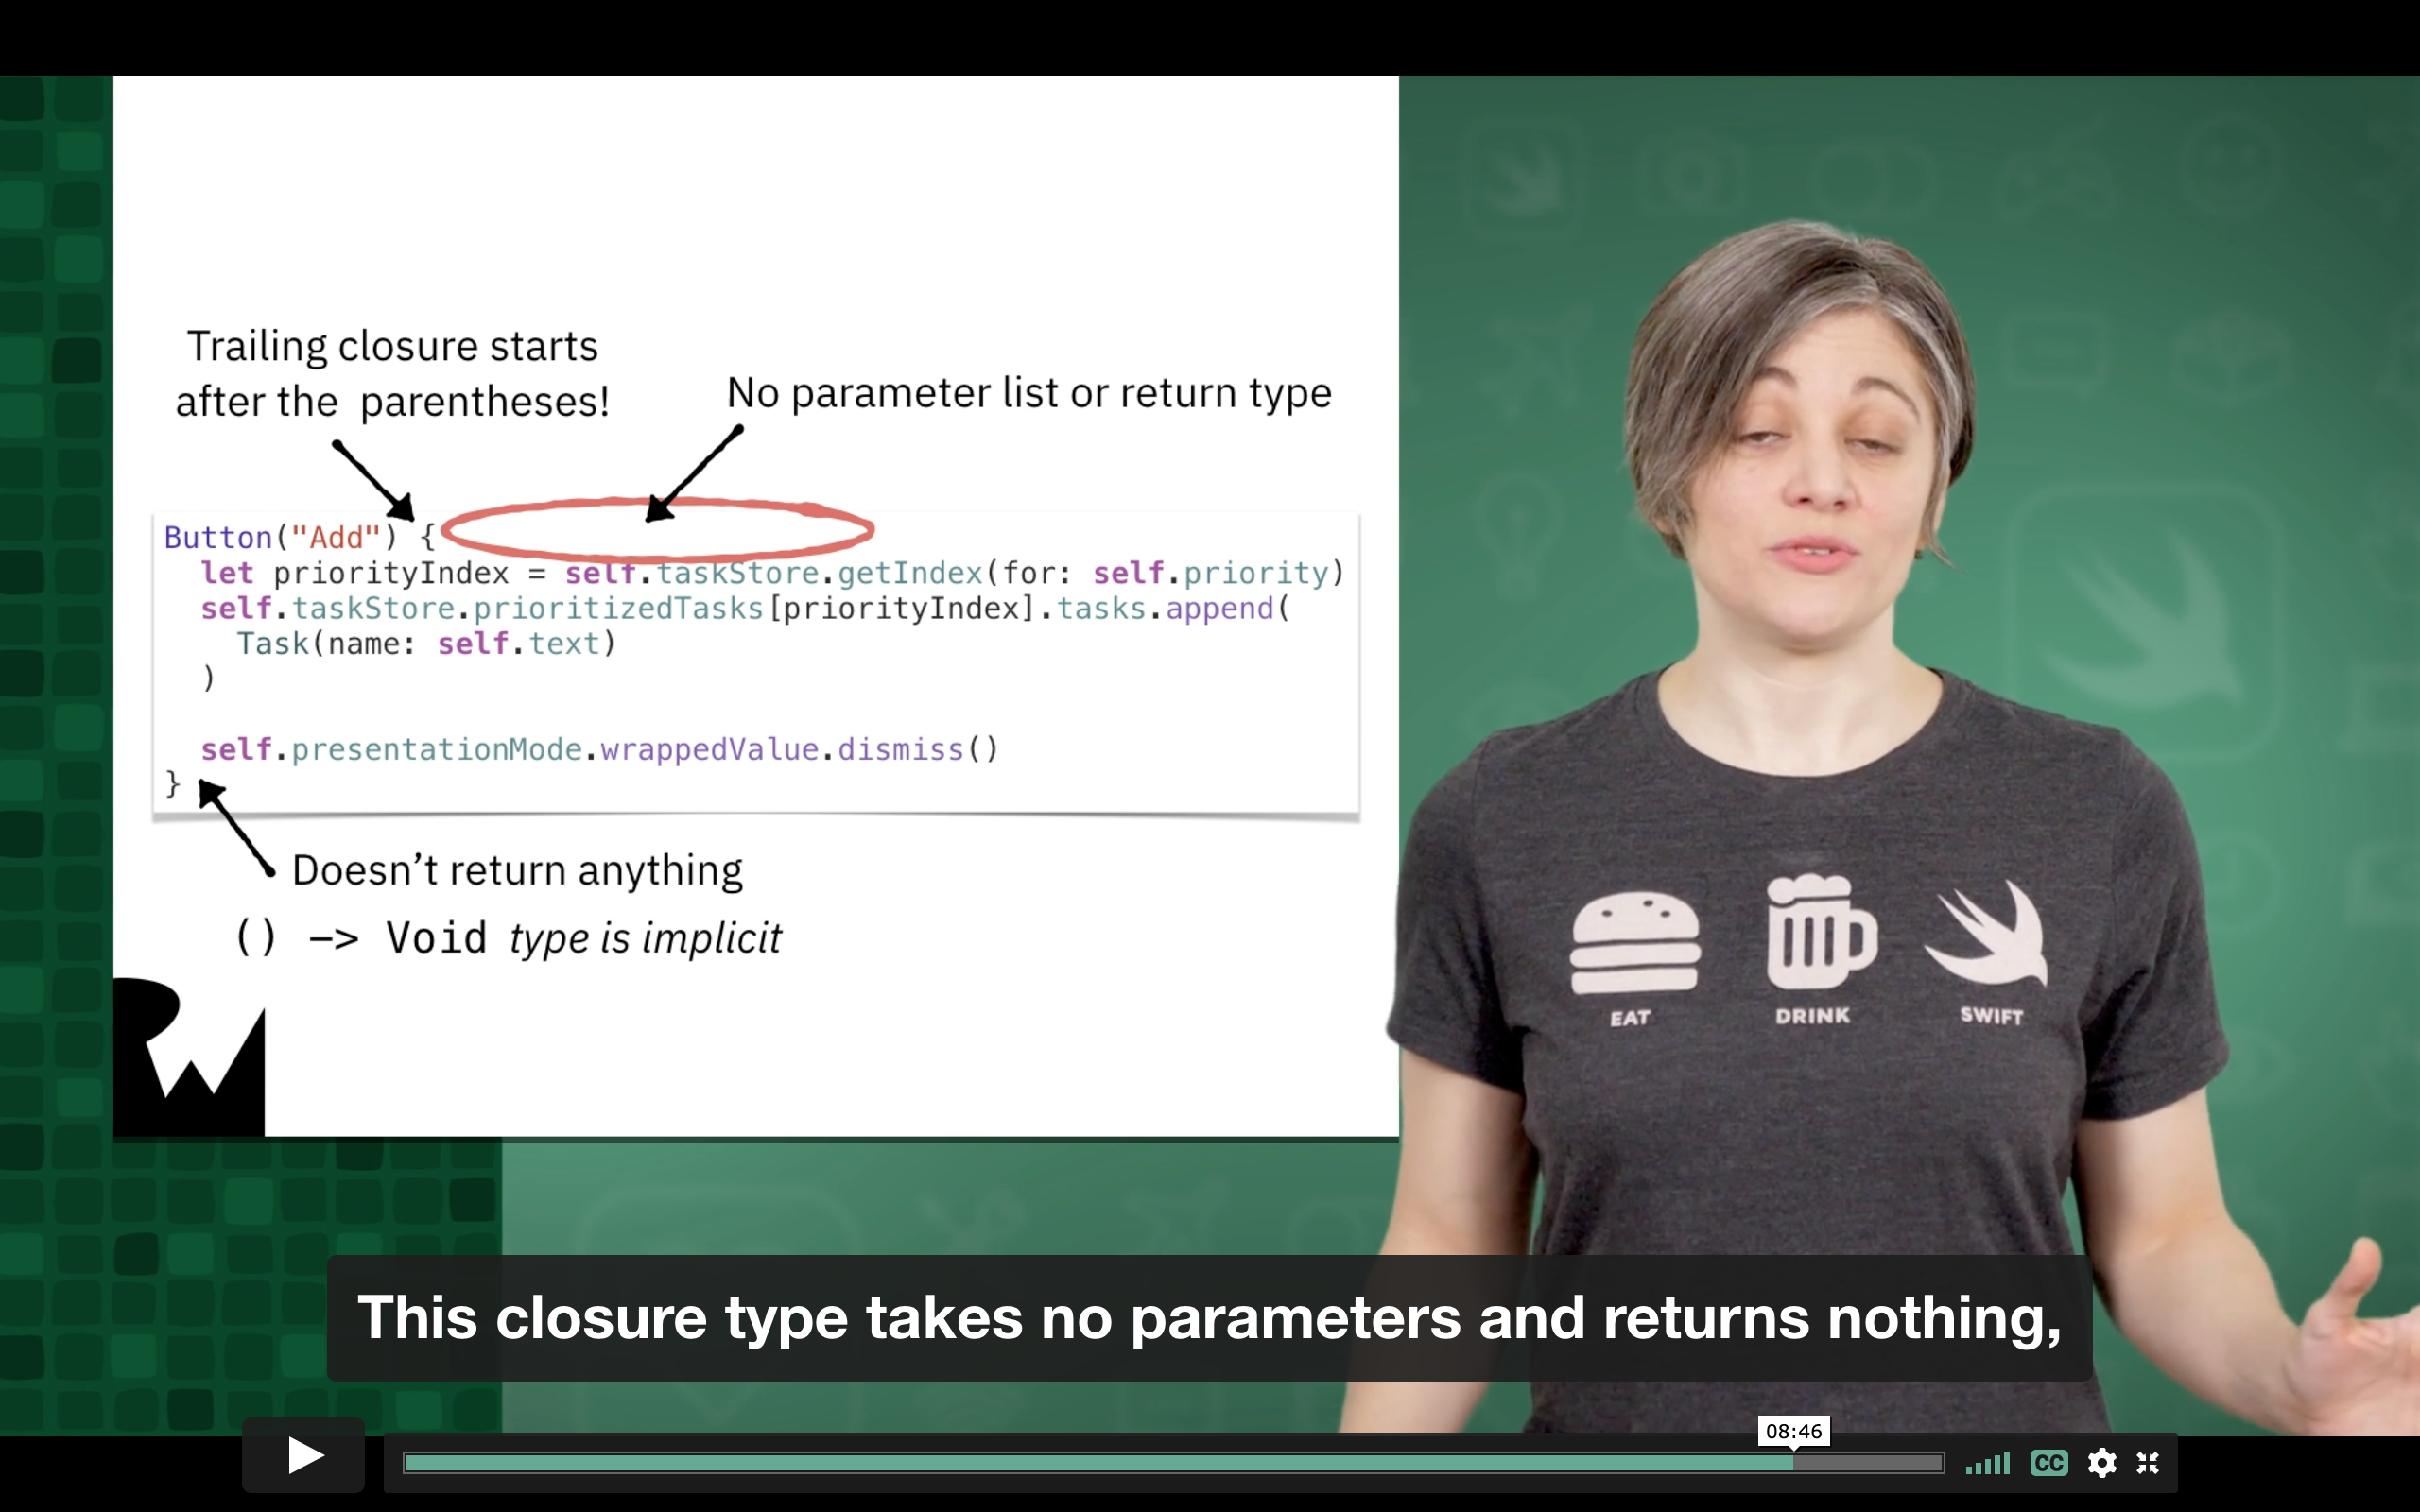 Trailing closure starts
after the parentheses!
No parameter list or return type
Button("Add") {
let priorityIndex = self.taskStore.getIndex(for: self.priority)
self.taskStore.prioritizedTasks[priorityIndex].tasks.append(
Task(name: self.text)
)
self.presentationMode.wrappedValue.dismiss()
}
Doesn’t return anything
() -> Void type is implicit
EAT
DRINK
SWIFT
This closure type takes no parameters and returns nothing,
08:46
CC